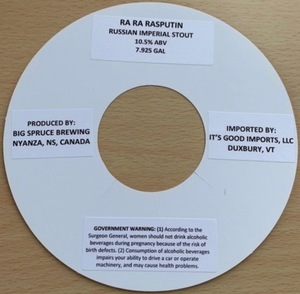 RA RA RASPUTIN
RUSSIAN IMPERIAL STOUT
10.5% ABV
7.925 GAL
PRODUCED BY:
BIG SPRUCE BREWING
NYANZA, NS, CANADA
IMPORTED BY:
IT'S GOOD IMPORTS, LLC
DUXBURY, VT
GOVERNMENT WARNING: (1) According to the
Surgeon General, women should not drink alcoholic
beverages during pregnancy because of the risk of
birth defects. (2) Consumption of alcoholic beverages
impairs your ability to drive a car or operate
machinery, and may cause health problems.